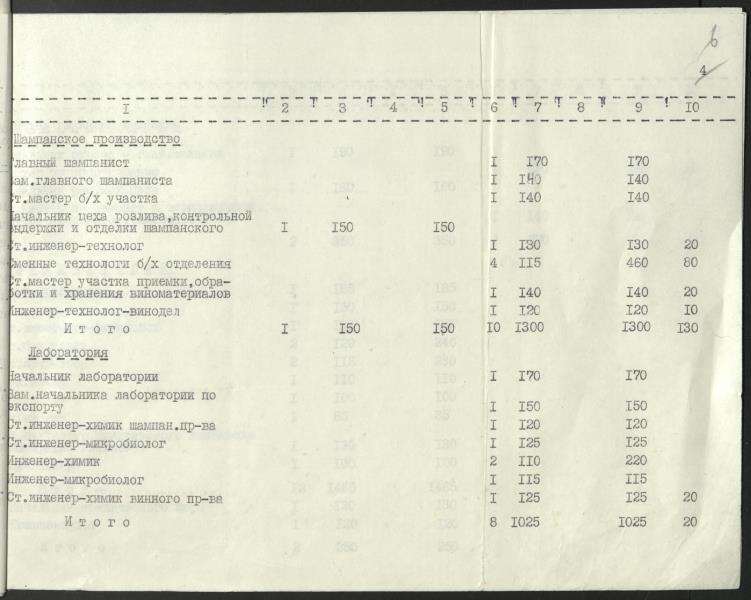 6
4
I ! 2 ! 3 ! 4 ! 5 ! 6 ! 7 ! 8 ! 9 ! IO
Шампанское производство
Главный шампанист I I70 I70
Зам.главного шампаниста I I40 I40
Ст.мастер б/х участка I I40 I40
Начальник цеха розлива,контрольной
выдержки и отделки шампанского I I50 I50
Ст.инженер-технолог I I30 I30 20
Сменные технологи б/х отделения 4 II5 460 80
Ст.мастер участка приемки,обра-
ботки и хранения виноматериалов I I40 I40 20
Инженер-технолог-винодел I I20 I20 IO
Итого I I50 I50 IO I300 I300 I30
Лаборатория
Начальник лаборатории I I70 I70
Зам.начальника лаборатории по
экспорту I I50 I50
Ст.инженер-химик шампан.пр-ва I I20 I20
Ст.инженер-микробиолог I I25 I25
Инженер-химик 2 IIO 220
Инженер-микробиолог I II5 II5
Ст.инженер-химик винного пр-ва I I25 I25 20
Итого 8 I025 I025 20